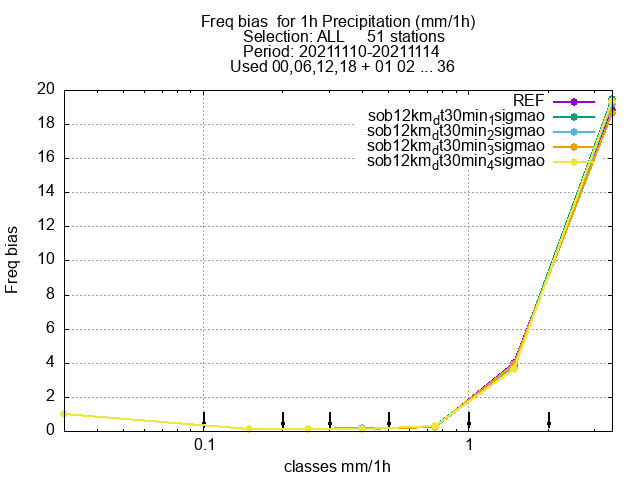 Freq bias  for 1h Precipitation (mm/1h)
Selection: ALL     51 stations
Period: 20211110-20211114
Used 00,06,12,18 + 01 02 ... 36
REF
sob12km_dt30min_1sigmao
sob12km_dt30min_2sigmao
sob12km_dt30min_3sigmao
sob12km_dt30min_4sigmao
20
18
16
14
12
10
8
6
4
2
0
Freq bias
0.1
1
classes mm/1h